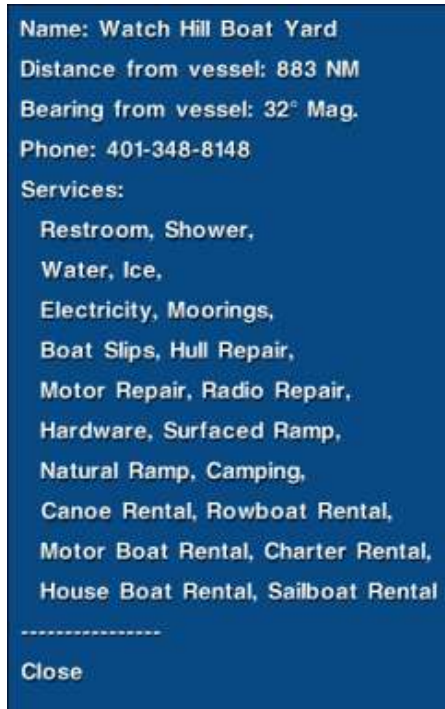 Name: Watch Hill Boat Yard
Distance from vessel: 883 NM
Bearing from vessel: 32° Mag.
Phone: 401-348-8148
Services:
Restroom, Shower,
Water, Ice,
Electricity, Moorings,
Boat Slips, Hull Repair,
Motor Repair, Radio Repair,
Hardware, Surfaced Ramp,
Natural Ramp, Camping,
Canoe Rental, Rowboat Rental,
Motor Boat Rental, Charter Rental,
House Boat Rental, Sailboat Rental
----------------
Close